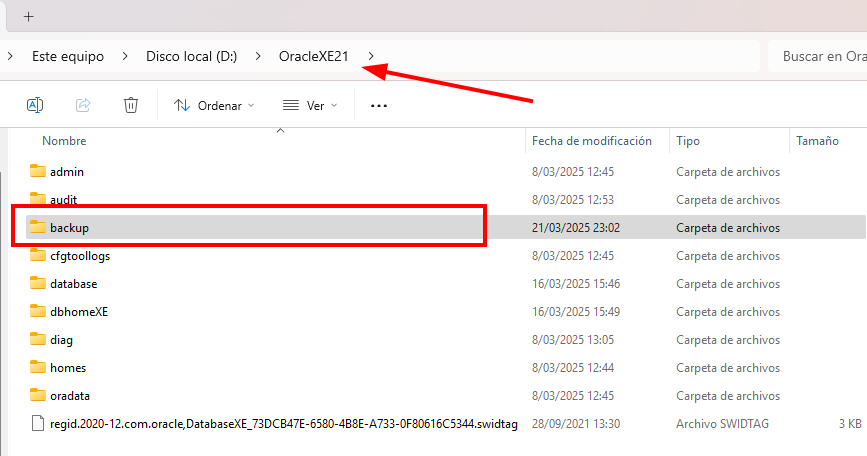 Este equipo > Disco local (D:) > OracleXE21 > Buscar en Ora
Ordenar Ver
Nombre Fecha de modificación Tipo Tamaño
admin 8/03/2025 12:45 Carpeta de archivos
audit 8/03/2025 12:53 Carpeta de archivos
backup 21/03/2025 23:02 Carpeta de archivos
cfgtoollogs 8/03/2025 12:45 Carpeta de archivos
database 16/03/2025 15:46 Carpeta de archivos
dbhomeXE 16/03/2025 15:49 Carpeta de archivos
diag 8/03/2025 13:05 Carpeta de archivos
homes 8/03/2025 12:44 Carpeta de archivos
oradata 8/03/2025 12:45 Carpeta de archivos
regid.2020-12.com.oracle,DatabaseXE_73DCB47E-6580-4B8E-A733-0F80616C5344.swidtag 28/09/2021 13:30 Archivo SWIDTAG 3 KB